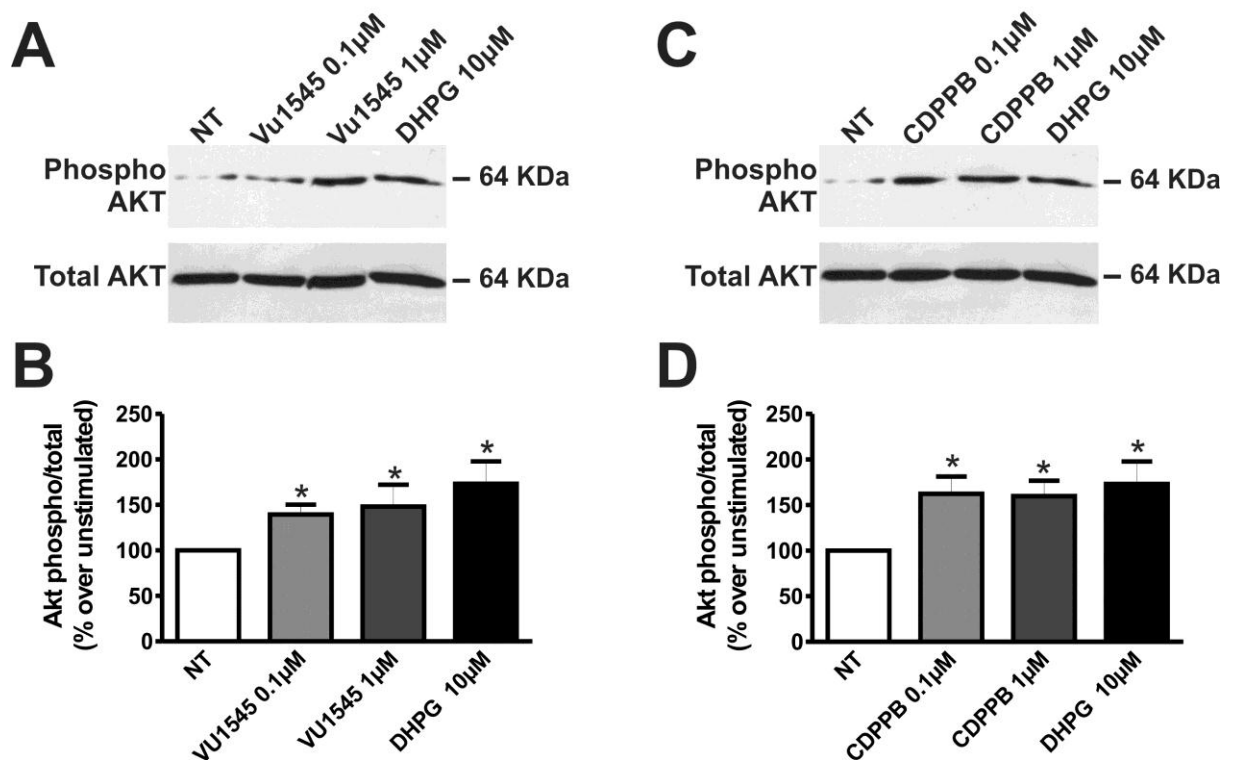 A
NT
Vu1545 0.1µM
Vu1545 1µM
DHPG 10µM
Phospho
AKT
– 64 KDa
Total AKT
– 64 KDa
C
NT
CDPPB 0.1µM
CDPPB 1µM
DHPG 10µM
Phospho
AKT
– 64 KDa
Total AKT
– 64 KDa
B
Akt phospho/total
(% over unstimulated)
250
200
150
100
50
0
*
*
*
NT
VU1545 0.1µM
VU1545 1µM
DHPG 10µM
D
Akt phospho/total
(% over unstimulated)
250
200
150
100
50
0
*
*
*
NT
CDPPB 0.1µM
CDPPB 1µM
DHPG 10µM